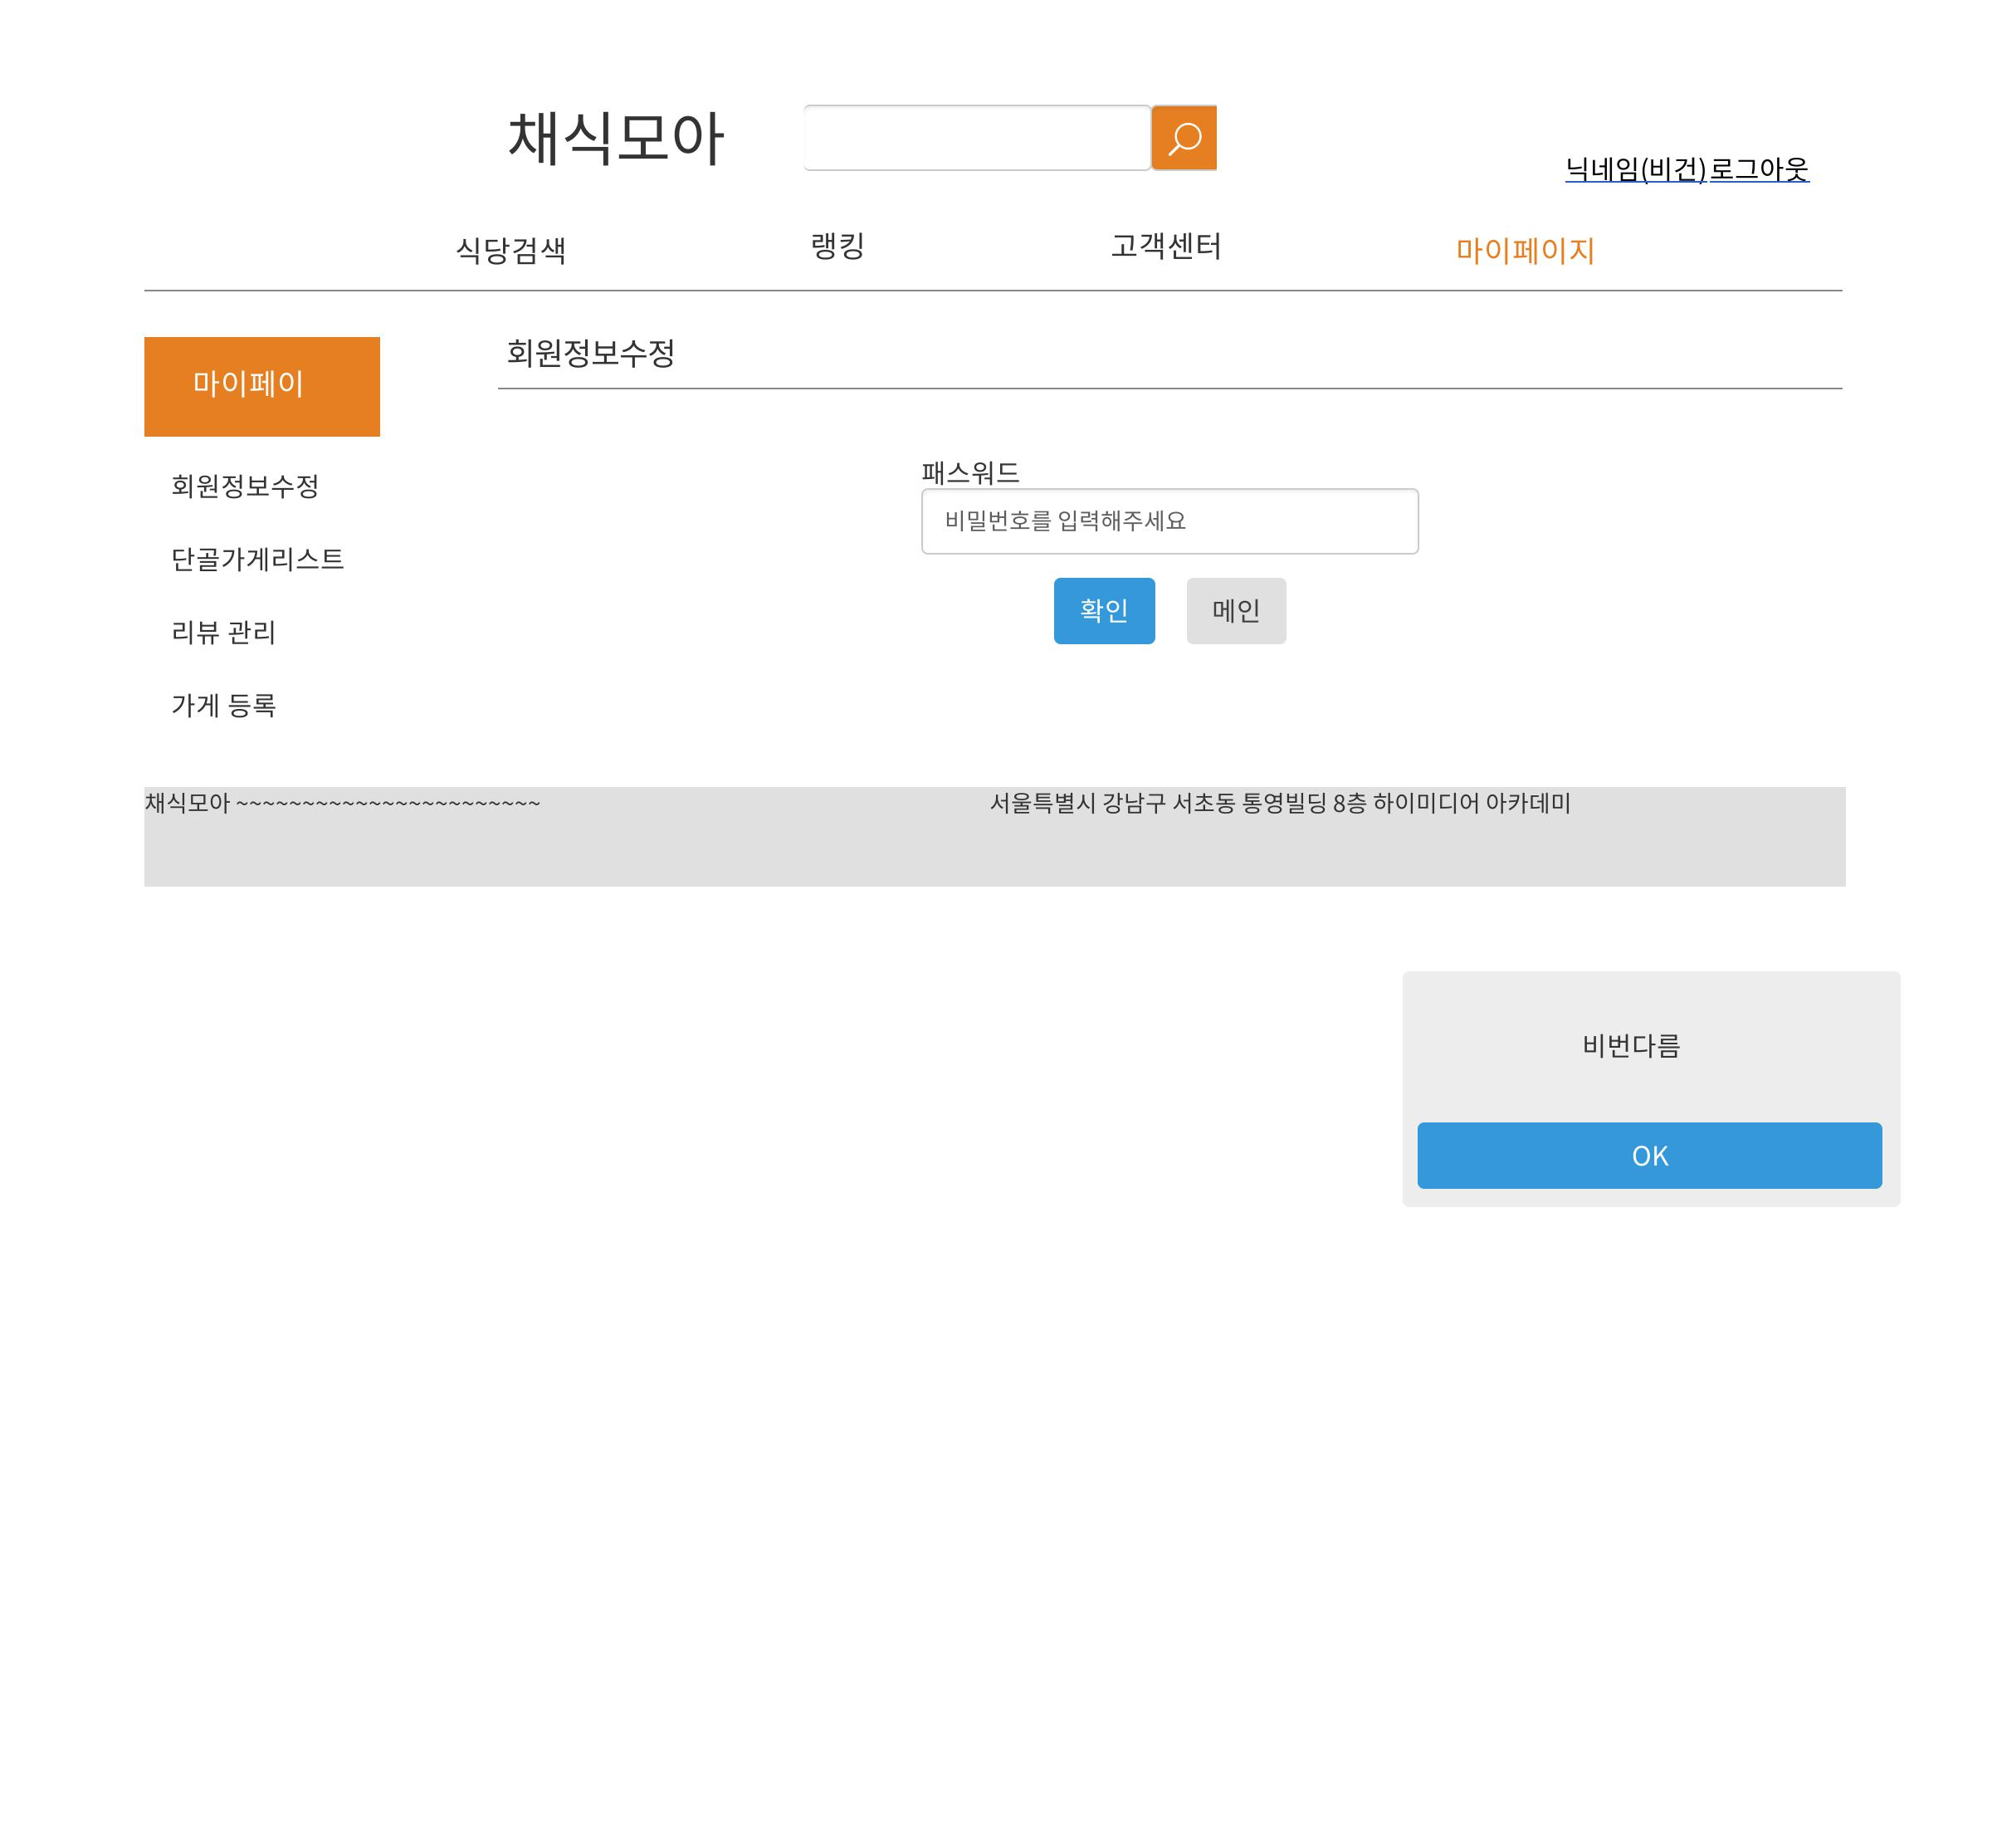 채식모아
닉네임(비건) 로그아웃
식당검색 랭킹 고객센터 마이페이지
마이페이
회원정보수정
회원정보수정
단골가게리스트
리뷰 관리
가게 등록
패스워드
비밀번호를 입력해주세요
확인 메인
채식모아 ~~~~~~~~~~~~~~~~~~~~~~~ 서울특별시 강남구 서초동 통영빌딩 8층 하이미디어 아카데미
비번다름
OK